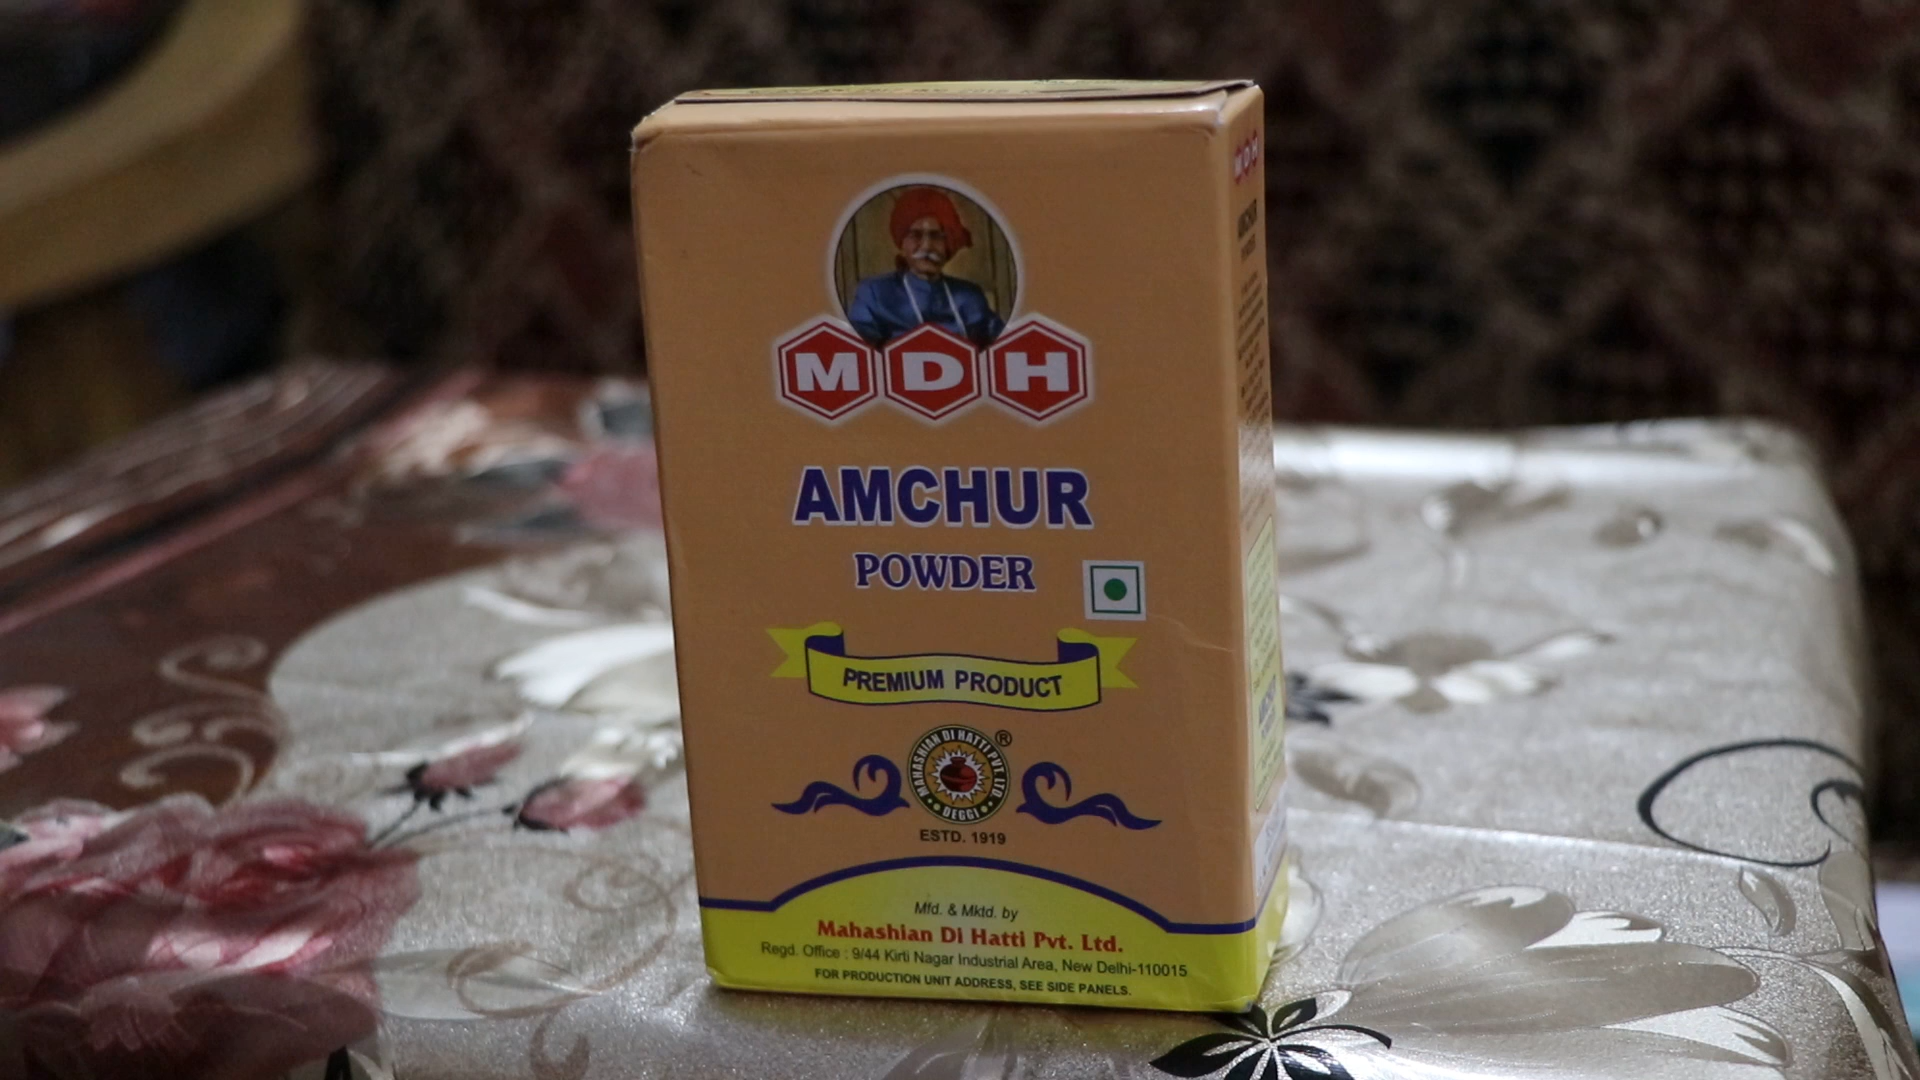 MDH
AMCHUR
POWDER
PREMIUM PRODUCT
MAHASHIAN DI HATTI PVT. LTD
®
DEGGI
ESTD. 1919
Mfd. & Mktd. by
Mahashian Di Hatti Pvt. Ltd.
Regd. Office : 9/44 Kirti Nagar Industrial Area, New Delhi-110015
FOR PRODUCTION UNIT ADDRESS, SEE SIDE PANELS.
MDH
AMCHUR